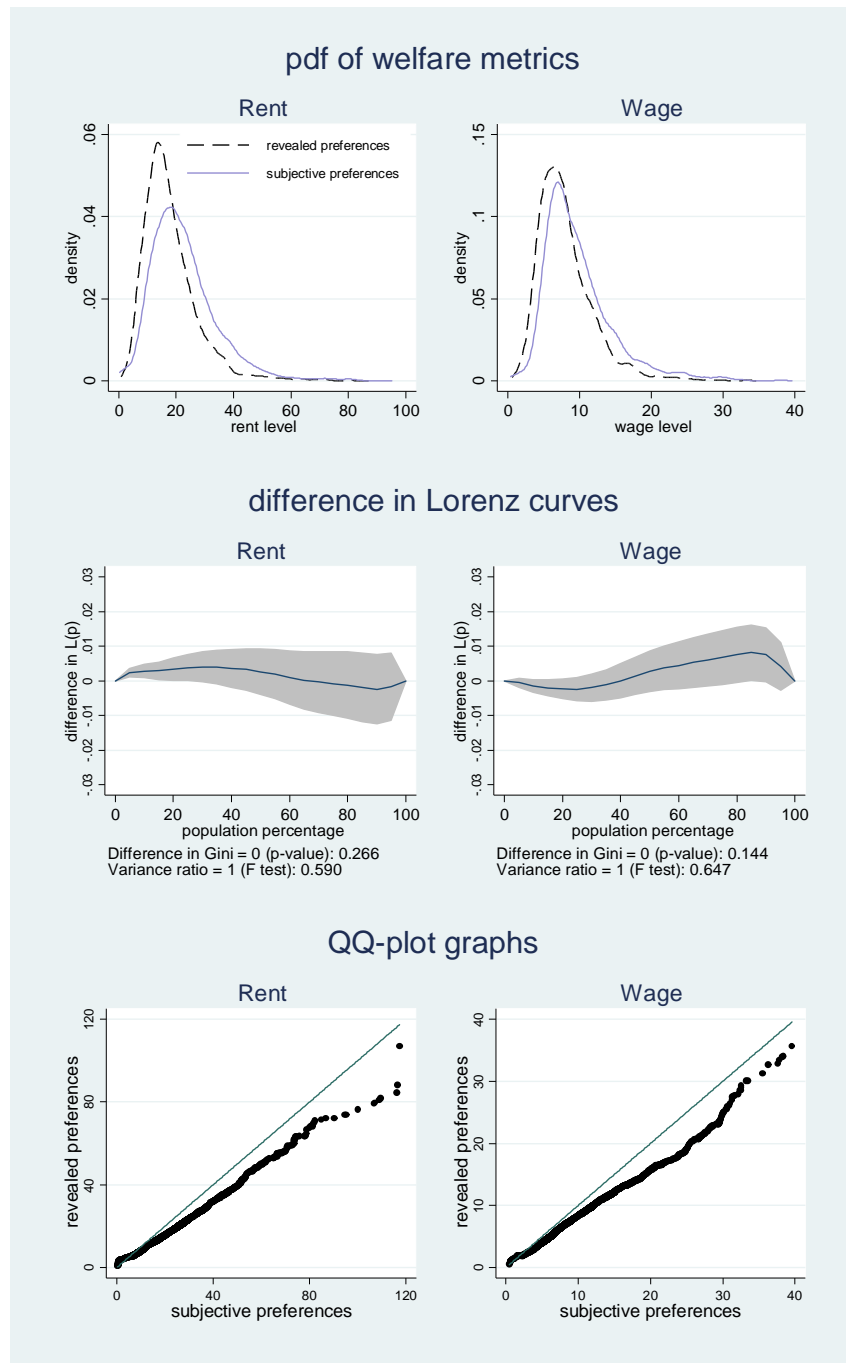 pdf of welfare metrics
Rent
Wage
density
0
.02
.04
.06
revealed preferences
subjective preferences
0 20 40 60 80 100
rent level
density
0
.05
.1
.15
0 10 20 30 40
wage level
difference in Lorenz curves
Rent
Wage
difference in L(p)
-.03 -.02 -.01 0 .01 .02 .03
0 20 40 60 80 100
population percentage
Difference in Gini = 0 (p-value): 0.266
Variance ratio = 1 (F test): 0.590
difference in L(p)
-.03 -.02 -.01 0 .01 .02 .03
0 20 40 60 80 100
population percentage
Difference in Gini = 0 (p-value): 0.144
Variance ratio = 1 (F test): 0.647
QQ-plot graphs
Rent
Wage
revealed preferences
0 40 80 120
0 40 80 120
subjective preferences
revealed preferences
0 10 20 30 40
0 10 20 30 40
subjective preferences